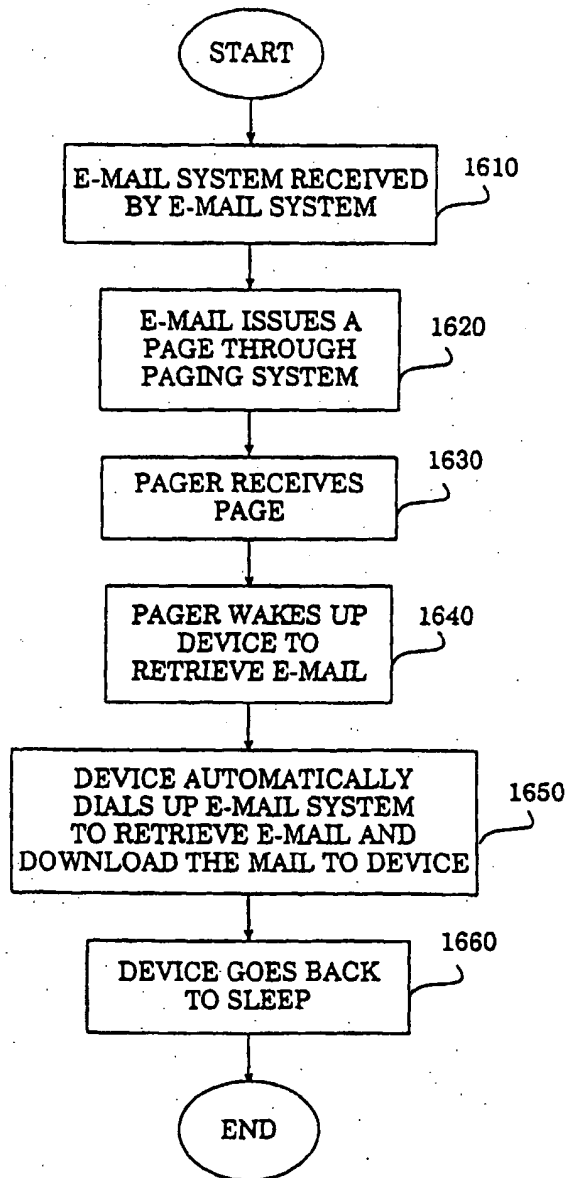 START
E-MAIL SYSTEM RECEIVED
BY E-MAIL SYSTEM
1610
E-MAIL ISSUES A
PAGE THROUGH
PAGING SYSTEM
1620
PAGER RECEIVES
PAGE
1630
PAGER WAKES UP
DEVICE TO
RETRIEVE E-MAIL
1640
DEVICE AUTOMATICALLY
DIALS UP E-MAIL SYSTEM
TO RETRIEVE E-MAIL AND
DOWNLOAD THE MAIL TO DEVICE
1650
DEVICE GOES BACK
TO SLEEP
1660
END